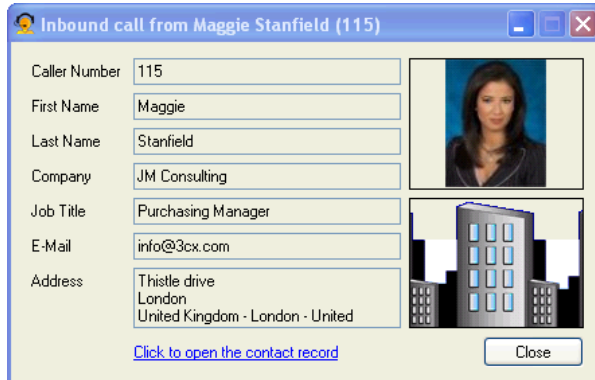 Inbound call from Maggie Stanfield (115)
Caller Number 115
First Name Maggie
Last Name Stanfield
Company JM Consulting
Job Title Purchasing Manager
E-Mail info@3cx.com
Address Thistle drive
London
United Kingdom - London - United
Click to open the contact record Close